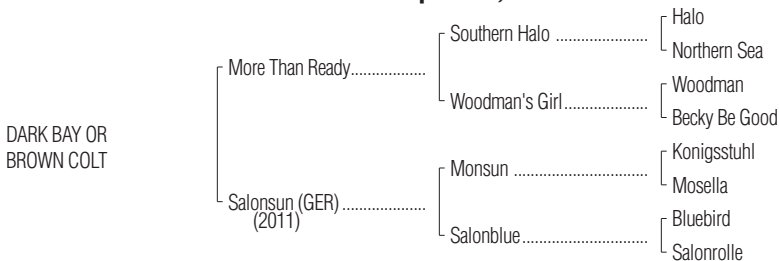 Halo
Southern Halo ....................
Northern Sea
More Than Ready................
Woodman
Woodman's Girl..................
Becky Be Good
DARK BAY OR
BROWN COLT
Konigsstuhl
Monsun .............................
Mosella
Salonsun (GER) ..................
(2011)
Bluebird
Salonblue...........................
Salonrolle